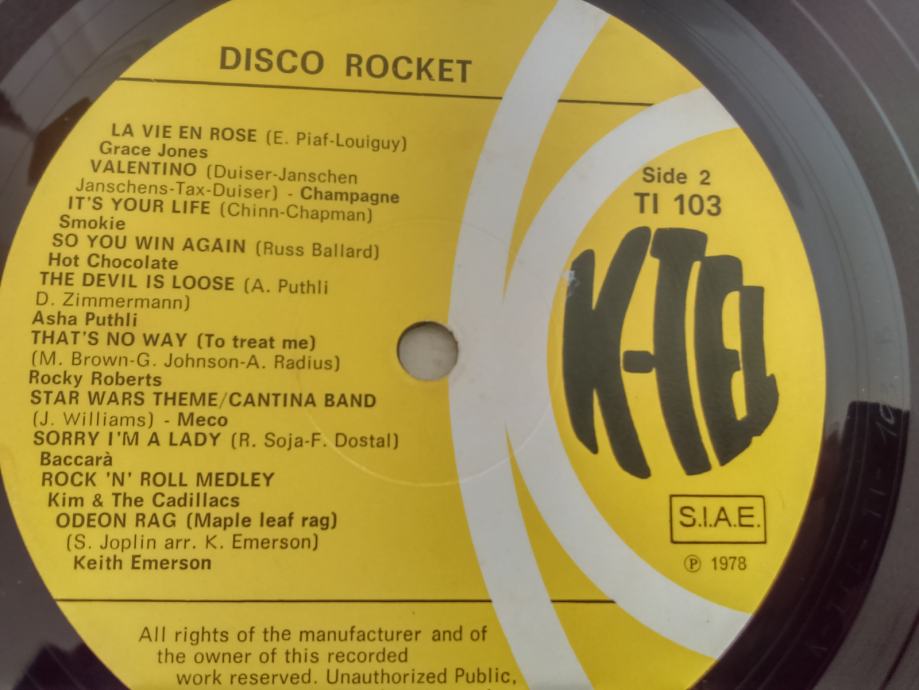 DISCO ROCKET
LA VIE EN ROSE (E. Piaf-Louiguy)
Grace Jones
VALENTINO (Duiser-Janschen
Janschens-Tax-Duiser) - Champagne
IT'S YOUR LIFE (Chinn-Chapman)
Smokie
SO YOU WIN AGAIN (Russ Ballard)
Hot Chocolate
THE DEVIL IS LOOSE (A. Puthli
D. Zimmermann)
Asha Puthli
THAT'S NO WAY (To treat me)
(M. Brown-G. Johnson-A. Radius)
Rocky Roberts
STAR WARS THEME/CANTINA BAND
(J. Williams) - Meco
SORRY I'M A LADY (R. Soja-F. Dostal)
Baccarà
ROCK 'N' ROLL MEDLEY
Kim & The Cadillacs
ODEON RAG (Maple leaf rag)
(S. Joplin arr. K. Emerson)
Keith Emerson
Side 2
TI 103
K-TEL
S.I.A.E.
Ⓟ 1978
All rights of the manufacturer and of
the owner of this recorded
work reserved. Unauthorized Public,